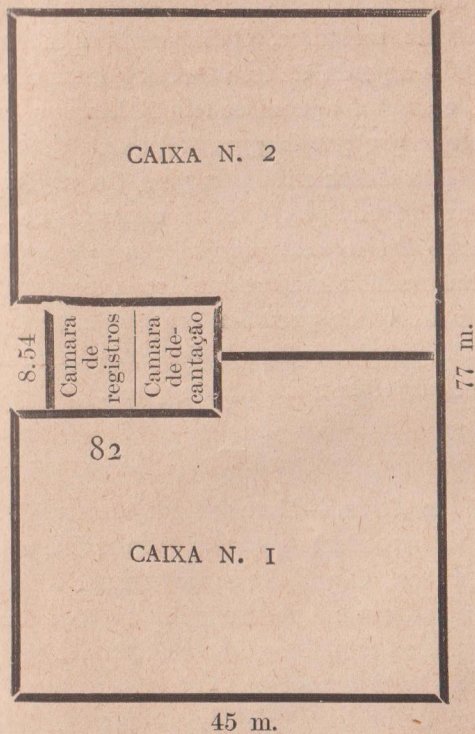 CAIXA N. 2
8.54
Camara
de
registros
Camara
de de-
cantação
77 m.
82
CAIXA N. 1
45 m.